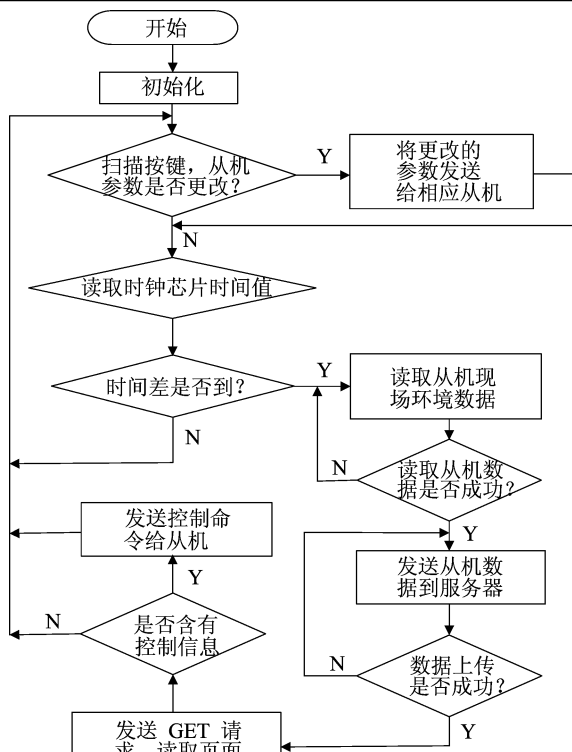 开始
初始化
扫描按键，从机
参数是否更改？
Y
将更改的
参数发送
给相应从机
N
读取时钟芯片时间值
时间差是否到？
Y
读取从机现
场环境数据
N
N
读取从机数
据是否成功？
Y
发送控制命
令给从机
发送从机数
据到服务器
Y
N
是否含有
控制信息
N
数据上传
是否成功？
Y
发送 GET 请
求，读取页面